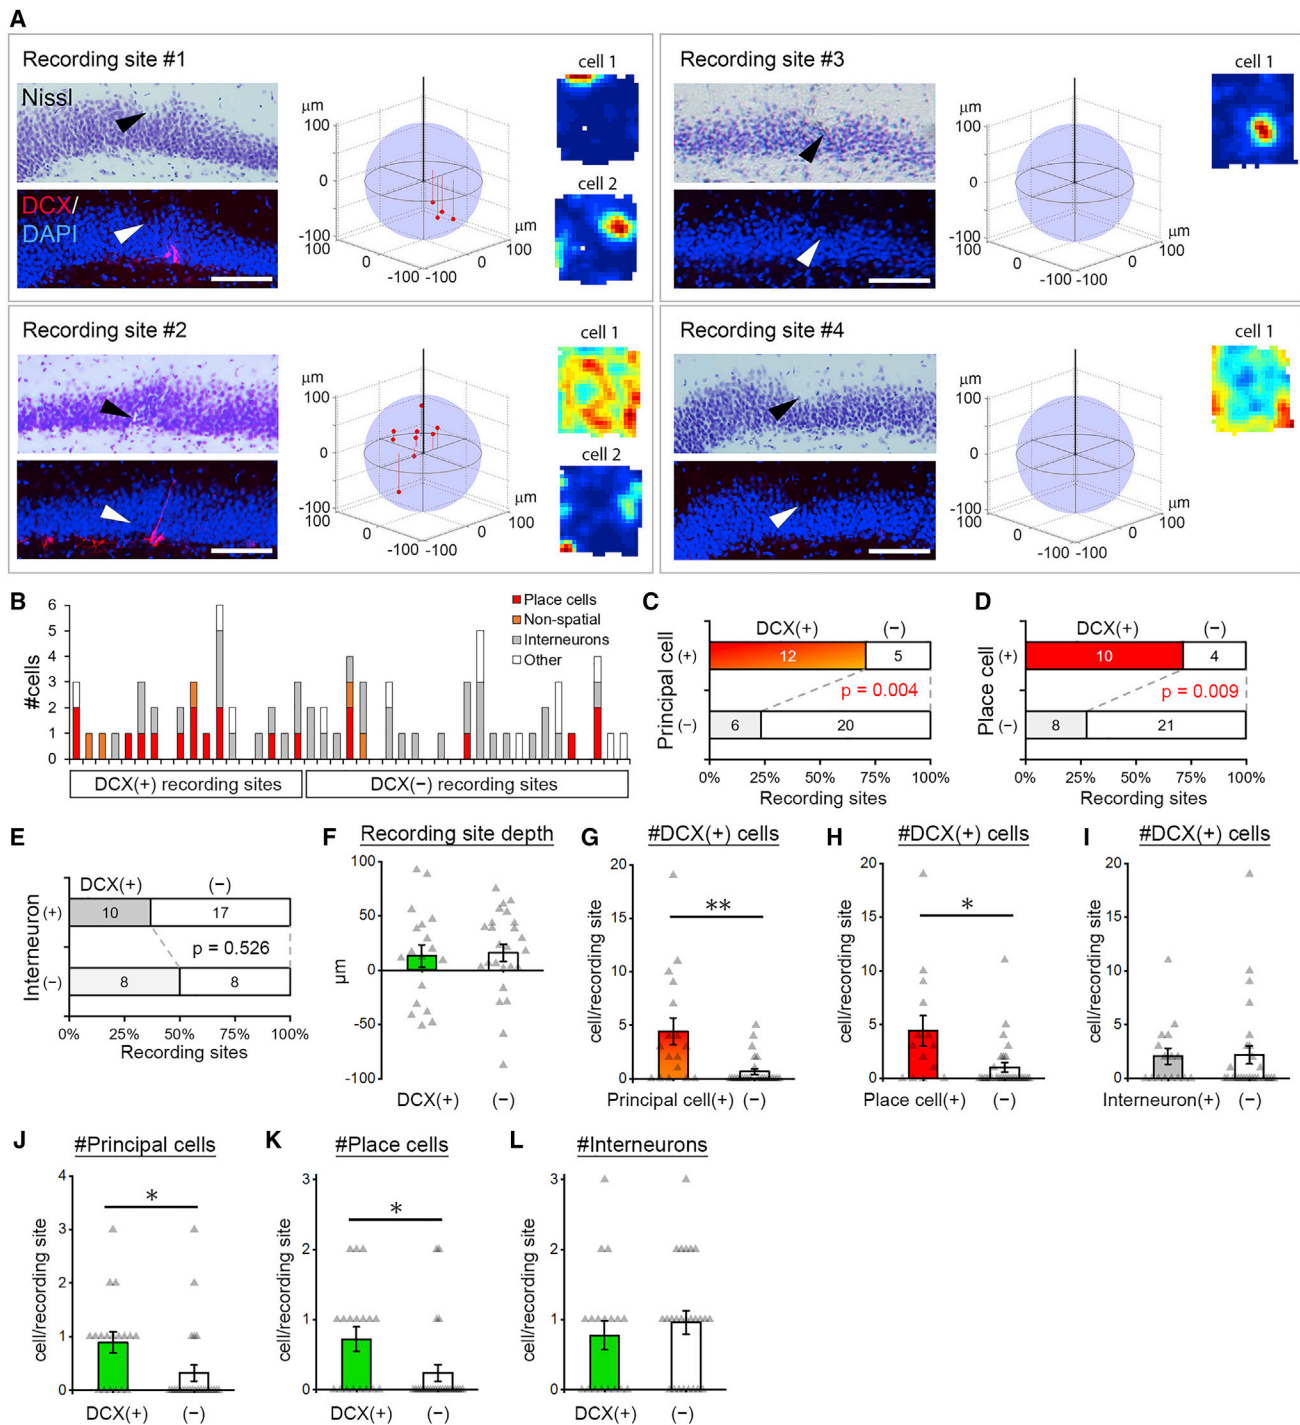 A
Recording site #1
Nissl
DCX/
DAPI
μm
100
0
-100
100
0
-100
-100
0
100
μm
cell 1
cell 2
Recording site #3
μm
100
0
-100
100
0
-100
-100
0
100
μm
cell 1
Recording site #2
μm
100
0
-100
100
0
-100
-100
0
100
μm
cell 1
cell 2
Recording site #4
μm
100
0
-100
100
0
-100
-100
0
100
μm
cell 1
B
#cells
6
5
4
3
2
1
0
Place cells
Non-spatial
Interneurons
Other
DCX(+) recording sites
DCX(−) recording sites
C
DCX(+) (−)
Principal cell
(+) 12 5
p = 0.004
(−) 6 20
0% 25% 50% 75% 100%
Recording sites
D
DCX(+) (−)
Place cell
(+) 10 4
p = 0.009
(−) 8 21
0% 25% 50% 75% 100%
Recording sites
E
DCX(+) (−)
Interneuron
(+) 10 17
p = 0.526
(−) 8 8
0% 25% 50% 75% 100%
Recording sites
F
Recording site depth
μm
100
50
0
-50
-100
DCX(+) (−)
G
#DCX(+) cells
cell/recording site
20
15
10
5
0
**
Principal cell(+) (−)
H
#DCX(+) cells
cell/recording site
20
15
10
5
0
*
Place cell(+) (−)
I
#DCX(+) cells
cell/recording site
20
15
10
5
0
Interneuron(+) (−)
J
#Principal cells
cell/recording site
4
3
2
1
0
*
DCX(+) (−)
K
#Place cells
cell/recording site
3
2
1
0
*
DCX(+) (−)
L
#Interneurons
cell/recording site
3
2
1
0
DCX(+) (−)